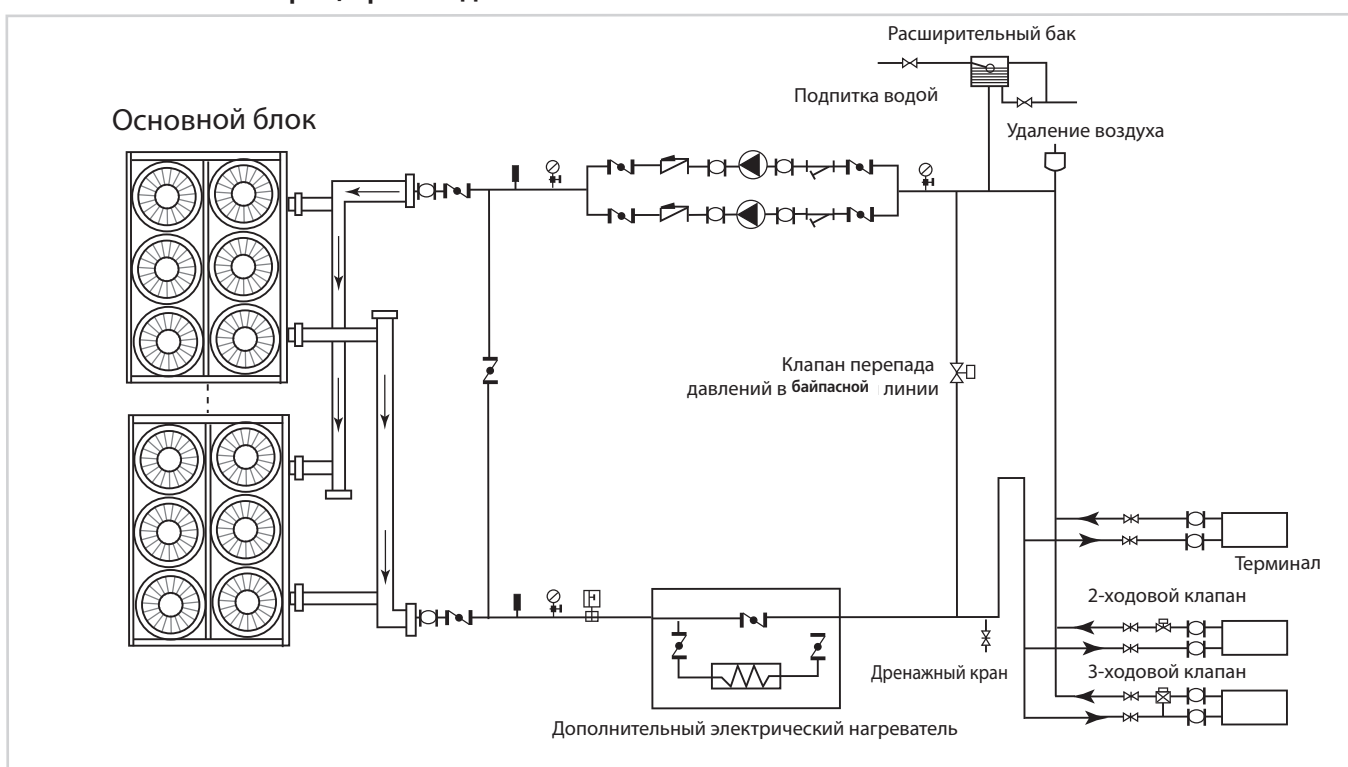 Расширительный бак
Подпитка водой
Удаление воздуха
Основной блок
Клапан перепада
давлений в байпасной линии
Терминал
2-ходовой клапан
3-ходовой клапан
Дренажный кран
Дополнительный электрический нагреватель